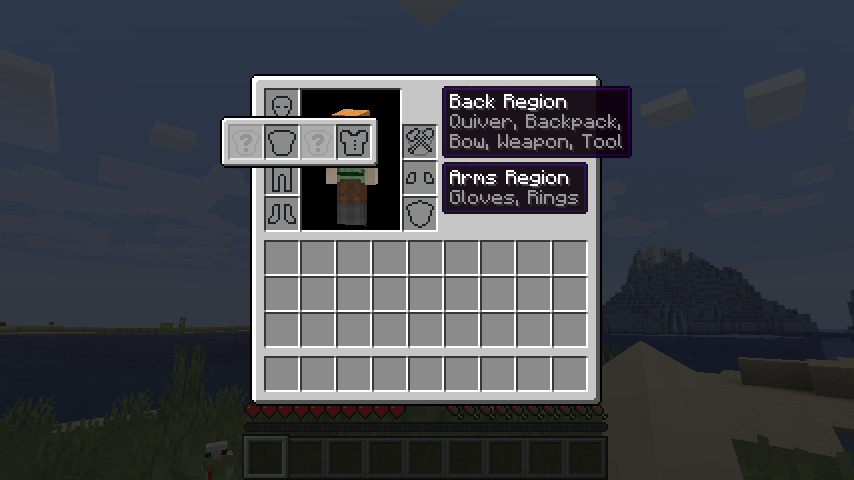 Back Region
Quiver, Backpack,
Bow, Weapon, Tool
Arms Region
Gloves, Rings
? ?